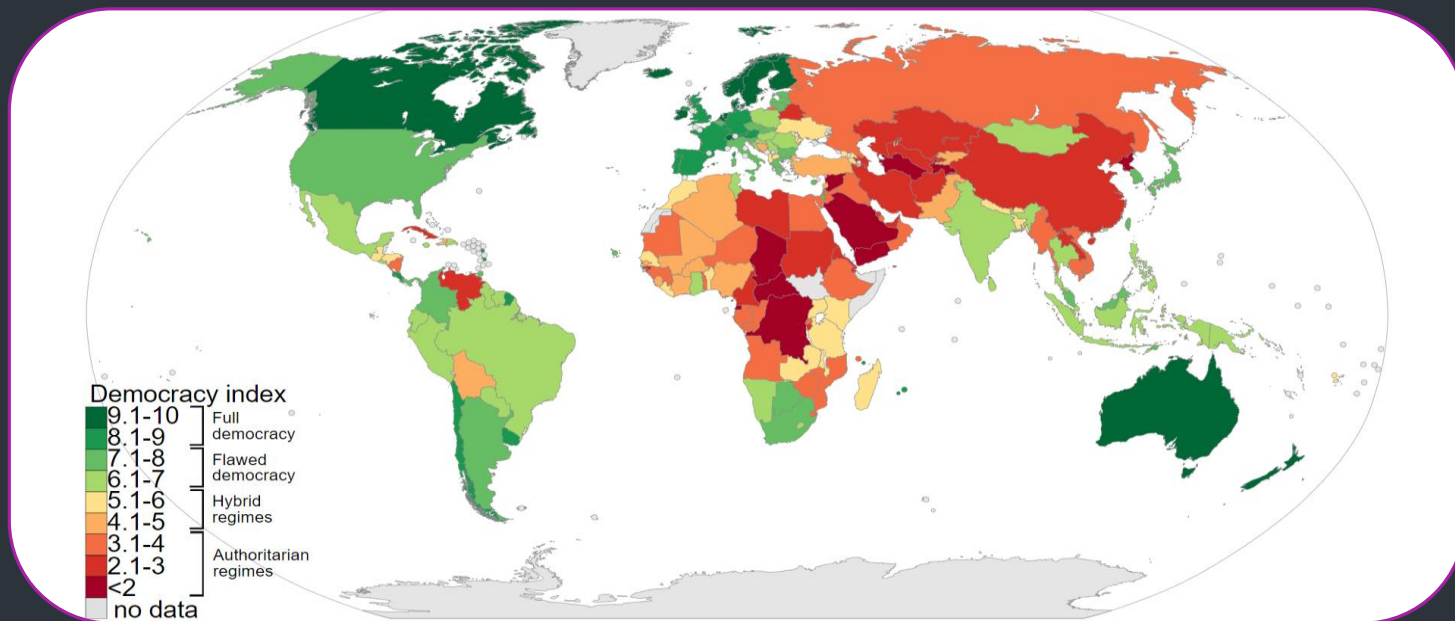 Democracy index
9.1-10
8.1-9
Full
democracy
7.1-8
6.1-7
Flawed
democracy
5.1-6
4.1-5
Hybrid
regimes
3.1-4
2.1-3
<2
Authoritarian
regimes
no data